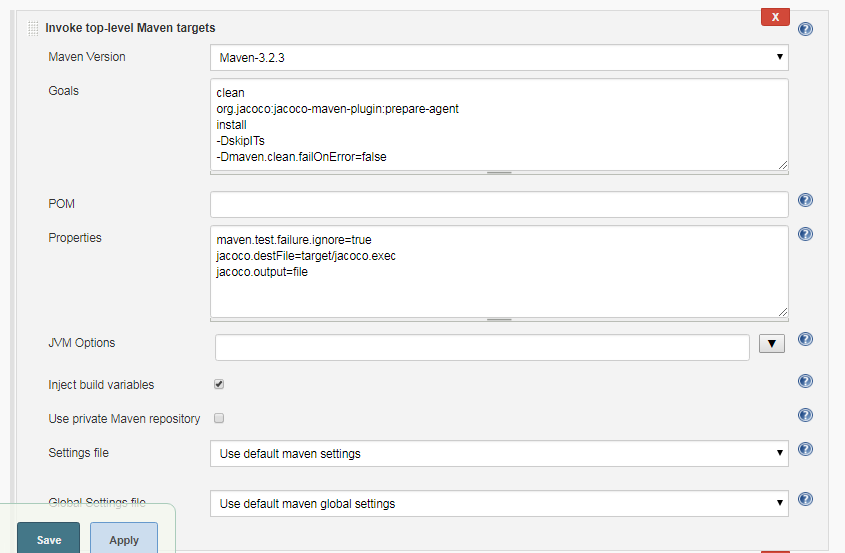 X
Invoke top-level Maven targets
Maven Version
Maven-3.2.3
Goals
clean
org.jacoco:jacoco-maven-plugin:prepare-agent
install
-DskipITs
-Dmaven.clean.failOnError=false
POM
Properties
maven.test.failure.ignore=true
jacoco.destFile=target/jacoco.exec
jacoco.output=file
JVM Options
Inject build variables
Use private Maven repository
Settings file
Use default maven settings
Global Settings file
Use default maven global settings
Save
Apply